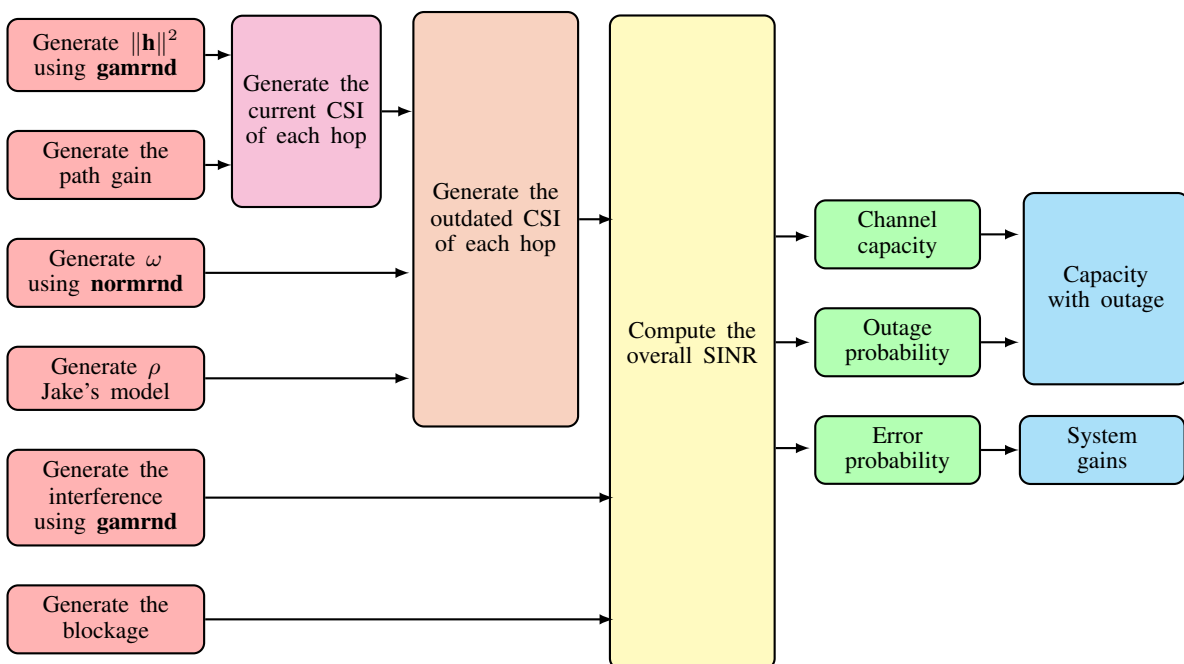 Generate ‖h‖²
using gamrnd
Generate the
path gain
Generate ω
using normrnd
Generate ρ
Jake's model
Generate the
interference
using gamrnd
Generate the
blockage
Generate the
current CSI
of each hop
Generate the
outdated CSI
of each hop
Compute the
overall SINR
Channel
capacity
Outage
probability
Error
probability
Capacity
with outage
System
gains